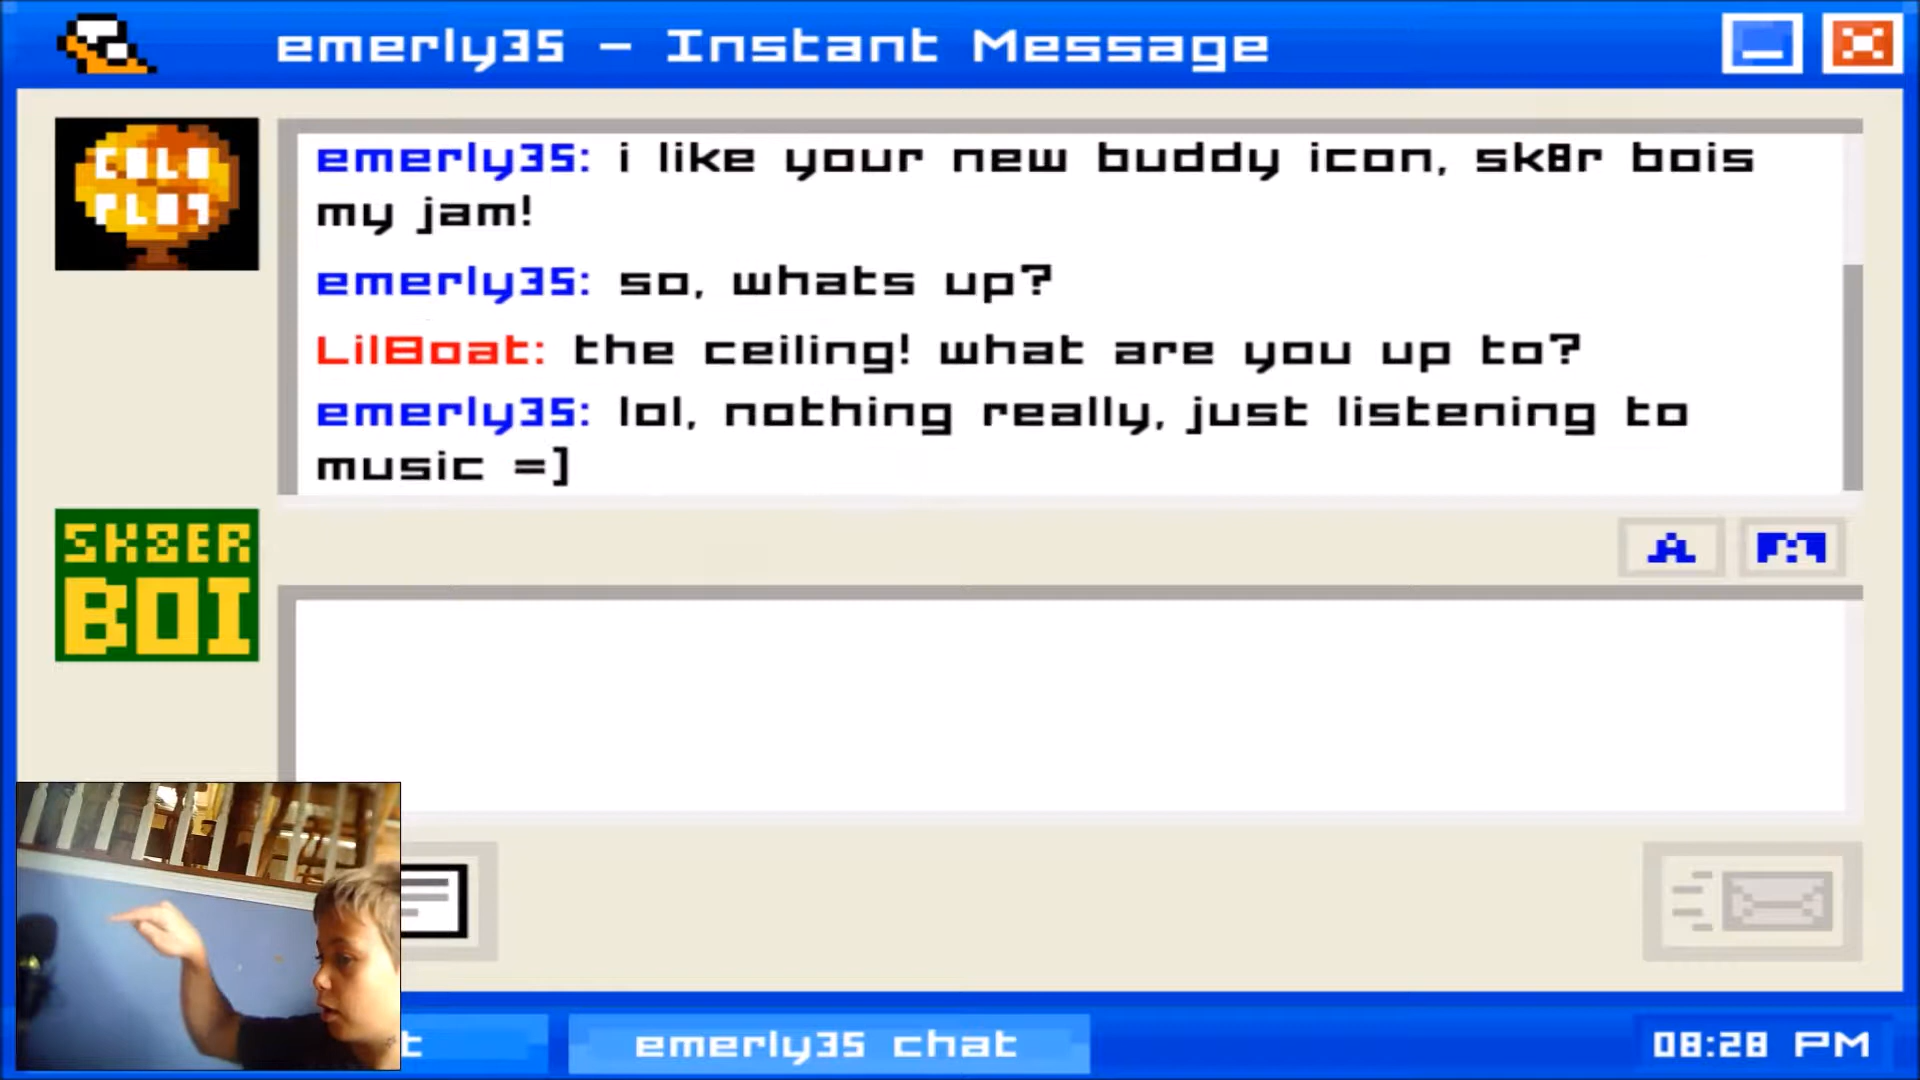 emerly35 - Instant Message
COLD
PLAY
emerly35: i like your new buddy icon, sk8r bois
my jam!
emerly35: so, whats up?
LilBoat: the ceiling! what are you up to?
emerly35: lol, nothing really, just listening to
music =]
A
SK8ER
BOI
t
emerly35 chat
08:28 PM